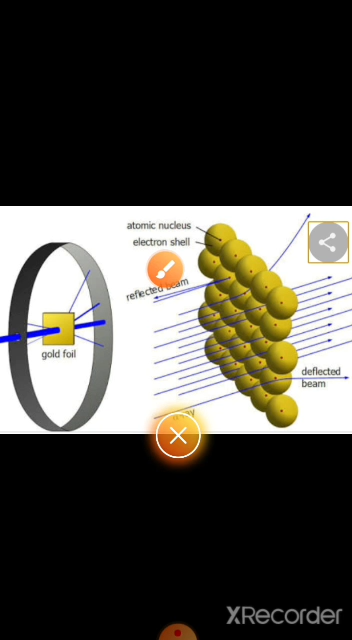 atomic nucleus
electron shell
reflected beam
gold foil
deflected
beam
XRecorder